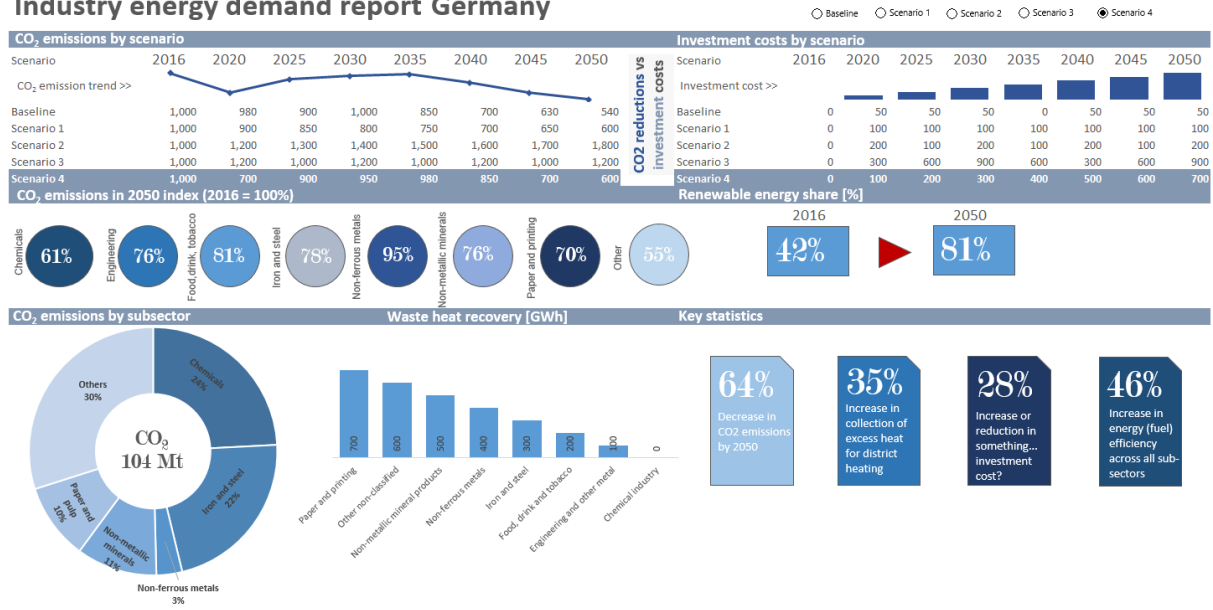 Industry energy demand report Germany
Baseline Scenario 1 Scenario 2 Scenario 3 Scenario 4
CO₂ emissions by scenario
Scenario 2016 2020 2025 2030 2035 2040 2045 2050
CO₂ emission trend >>
Baseline 1,000 980 900 1,000 850 700 630 540
Scenario 1 1,000 900 850 800 750 700 650 600
Scenario 2 1,000 1,200 1,300 1,400 1,500 1,600 1,700 1,800
Scenario 3 1,000 1,200 1,000 1,200 1,000 1,200 1,000 1,200
Scenario 4 1,000 700 900 950 980 850 700 600
CO2 reductions vs
investment costs
Investment costs by scenario
Scenario 2016 2020 2025 2030 2035 2040 2045 2050
Investment cost >>
Baseline 0 50 50 50 0 50 50 50
Scenario 1 0 100 100 100 100 100 100 100
Scenario 2 0 200 100 200 100 200 100 200
Scenario 3 0 300 600 900 600 300 600 900
Scenario 4 0 100 200 300 400 500 600 700
CO₂ emissions in 2050 index (2016 = 100%)
Chemicals
61%
Engineering
76%
Food,drink, tobacco
81%
Iron and steel
78%
Non-ferrous metals
95%
Non-metallic minerals
76%
Paper and printing
70%
Other
55%
Renewable energy share [%]
2016 2050
42% 81%
CO₂ emissions by subsector
Chemicals
24%
Iron and steel
22%
Non-ferrous metals
3%
Non-metallic
minerals
11%
Paper and
pulp
10%
Others
30%
CO₂
104 Mt
Waste heat recovery [GWh]
700 600 500 400 300 200 100 0
Paper and printing
Other non-classified
Non-metallic mineral products
Non-ferrous metals
Iron and steel
Food, drink and tobacco
Engineering and other metal
Chemical industry
Key statistics
64%
Decrease in
CO2 emissions
by 2050
35%
Increase in
collection of
excess heat
for district
heating
28%
Increase or
reduction in
something...
investment
cost?
46%
Increase in
energy (fuel)
efficiency
across all sub-
sectors